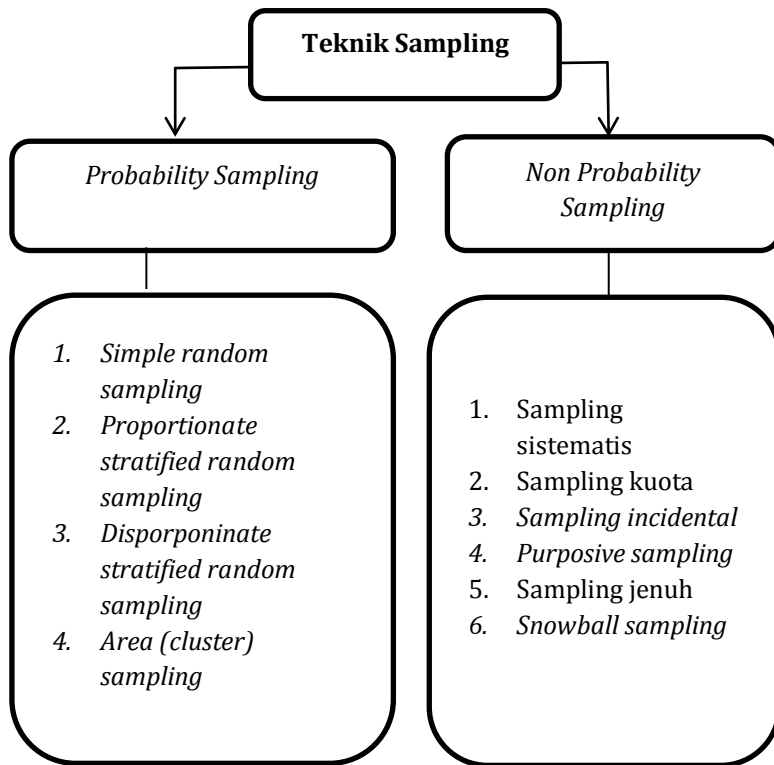 Teknik Sampling
Probability Sampling
Non Probability
Sampling
1. Simple random
sampling
2. Proportionate
stratified random
sampling
3. Disporponinate
stratified random
sampling
4. Area (cluster)
sampling
1. Sampling
sistematis
2. Sampling kuota
3. Sampling incidental
4. Purposive sampling
5. Sampling jenuh
6. Snowball sampling